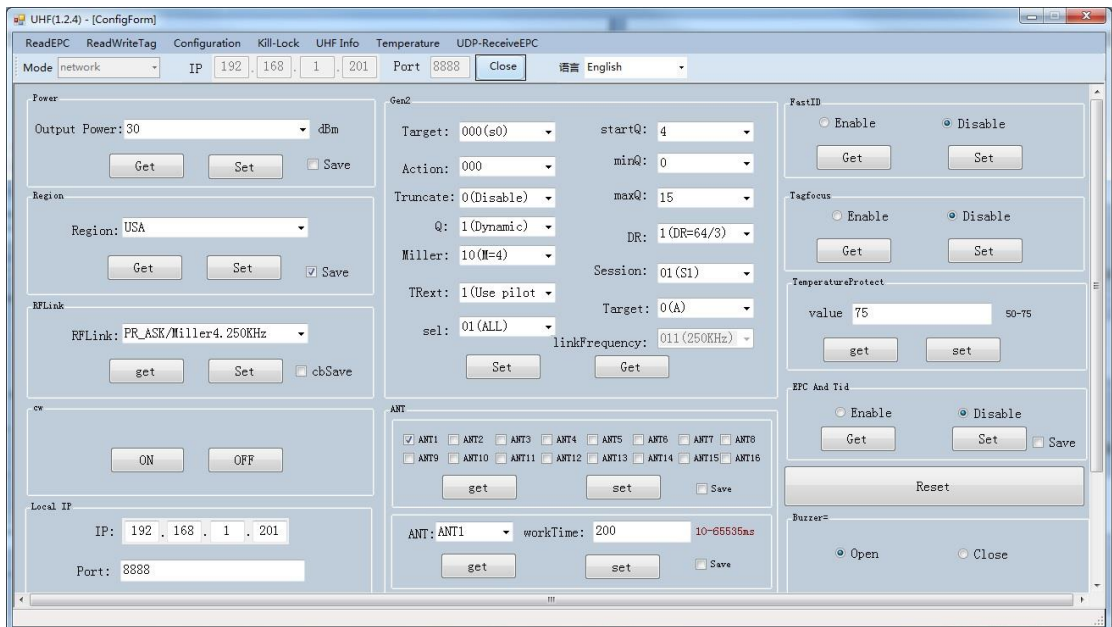 UHF(1.2.4) - [ConfigForm]
ReadEPC ReadWriteTag Configuration Kill-Lock UHF Info Temperature UDP-ReceiveEPC
Mode network IP 192 . 168 . 1 . 201 Port 8888 Close 语言 English
Power
Output Power: 30 dBm
Get Set Save
Region
Region: USA
Get Set Save
RFLink
RFLink: PR_ASK/Miller4.250KHz
get Set cbSave
cw
ON OFF
Local IP
IP: 192 . 168 . 1 . 201
Port: 8888
Gen2
Target: 000(s0) startQ: 4
Action: 000 minQ: 0
Truncate: 0(Disable) maxQ: 15
Q: 1(Dynamic) DR: 1(DR=64/3)
Miller: 10(M=4) Session: 01(S1)
TRext: 1(Use pilot Target: 0(A)
sel: 01(ALL) linkFrequency: 011(250KHz)
Set Get
ANT
ANT1 ANT2 ANT3 ANT4 ANT5 ANT6 ANT7 ANT8
ANT9 ANT10 ANT11 ANT12 ANT13 ANT14 ANT15 ANT16
get set Save
ANT: ANT1 workTime: 200 10-65535ms
get set Save
FastID
Enable Disable
Get Set
Tagfocus
Enable Disable
Get Set
TemperatureProtect
value 75 50-75
get set
EPC And Tid
Enable Disable
Get Set Save
Reset
Buzzer=
Open Close